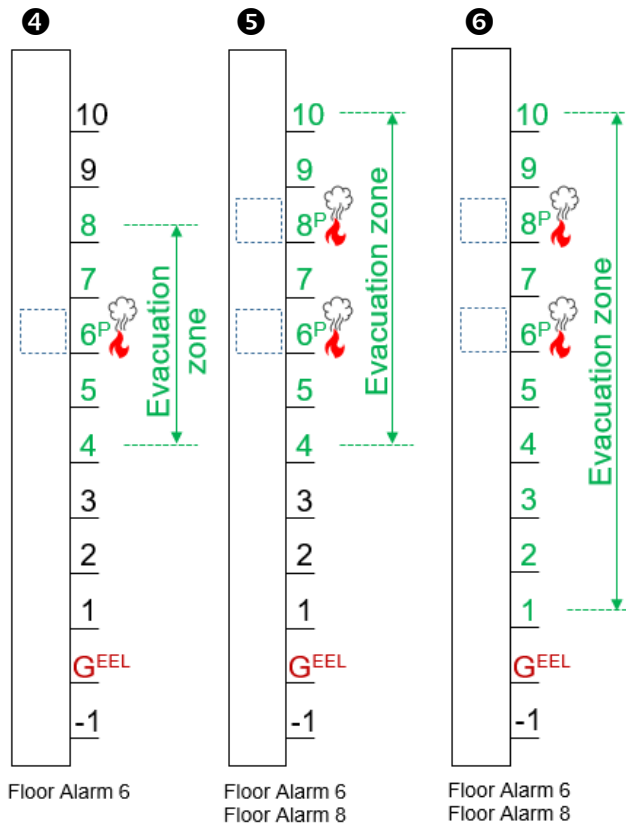 ❹
10
9
8
7
6ᴾ
5
4
3
2
1
Gᴱᴱᴸ
-1
Evacuation
zone
Floor Alarm 6
❺
10
9
8ᴾ
7
6ᴾ
5
4
3
2
1
Gᴱᴱᴸ
-1
Evacuation zone
Floor Alarm 6
Floor Alarm 8
❻
10
9
8ᴾ
7
6ᴾ
5
4
3
2
1
Gᴱᴱᴸ
-1
Evacuation zone
Floor Alarm 6
Floor Alarm 8